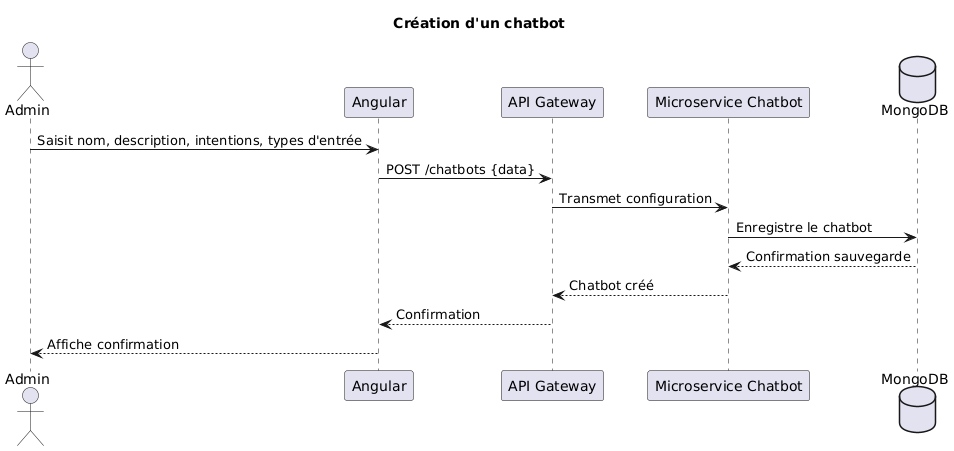 Création d'un chatbot
Admin
Angular
API Gateway
Microservice Chatbot
MongoDB
Saisit nom, description, intentions, types d'entrée
POST /chatbots {data}
Transmet configuration
Enregistre le chatbot
Confirmation sauvegarde
Chatbot créé
Confirmation
Affiche confirmation
Admin
Angular
API Gateway
Microservice Chatbot
MongoDB